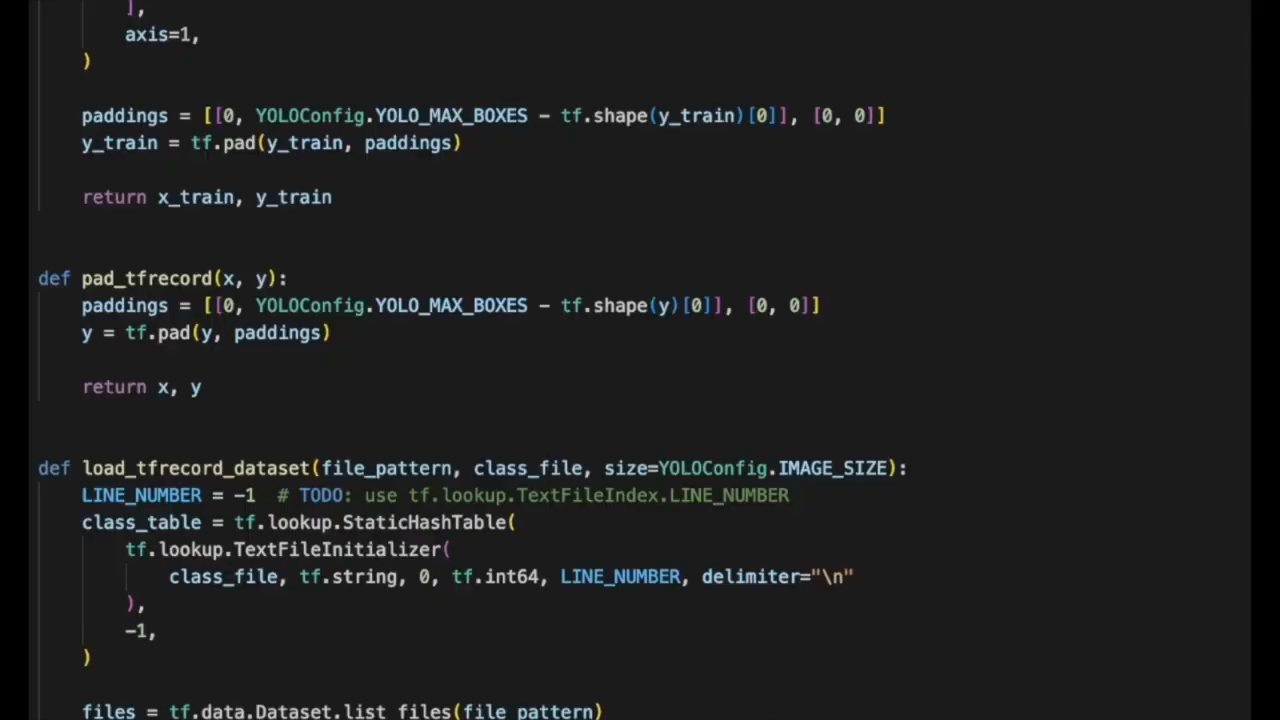 ],
axis=1,
)
paddings = [[0, YOLOConfig.YOLO_MAX_BOXES - tf.shape(y_train)[0]], [0, 0]]
y_train = tf.pad(y_train, paddings)
return x_train, y_train
def pad_tfrecord(x, y):
paddings = [[0, YOLOConfig.YOLO_MAX_BOXES - tf.shape(y)[0]], [0, 0]]
y = tf.pad(y, paddings)
return x, y
def load_tfrecord_dataset(file_pattern, class_file, size=YOLOConfig.IMAGE_SIZE):
LINE_NUMBER = -1  # TODO: use tf.lookup.TextFileIndex.LINE_NUMBER
class_table = tf.lookup.StaticHashTable(
tf.lookup.TextFileInitializer(
class_file, tf.string, 0, tf.int64, LINE_NUMBER, delimiter="\n"
),
-1,
)
files = tf.data.Dataset.list_files(file_pattern)